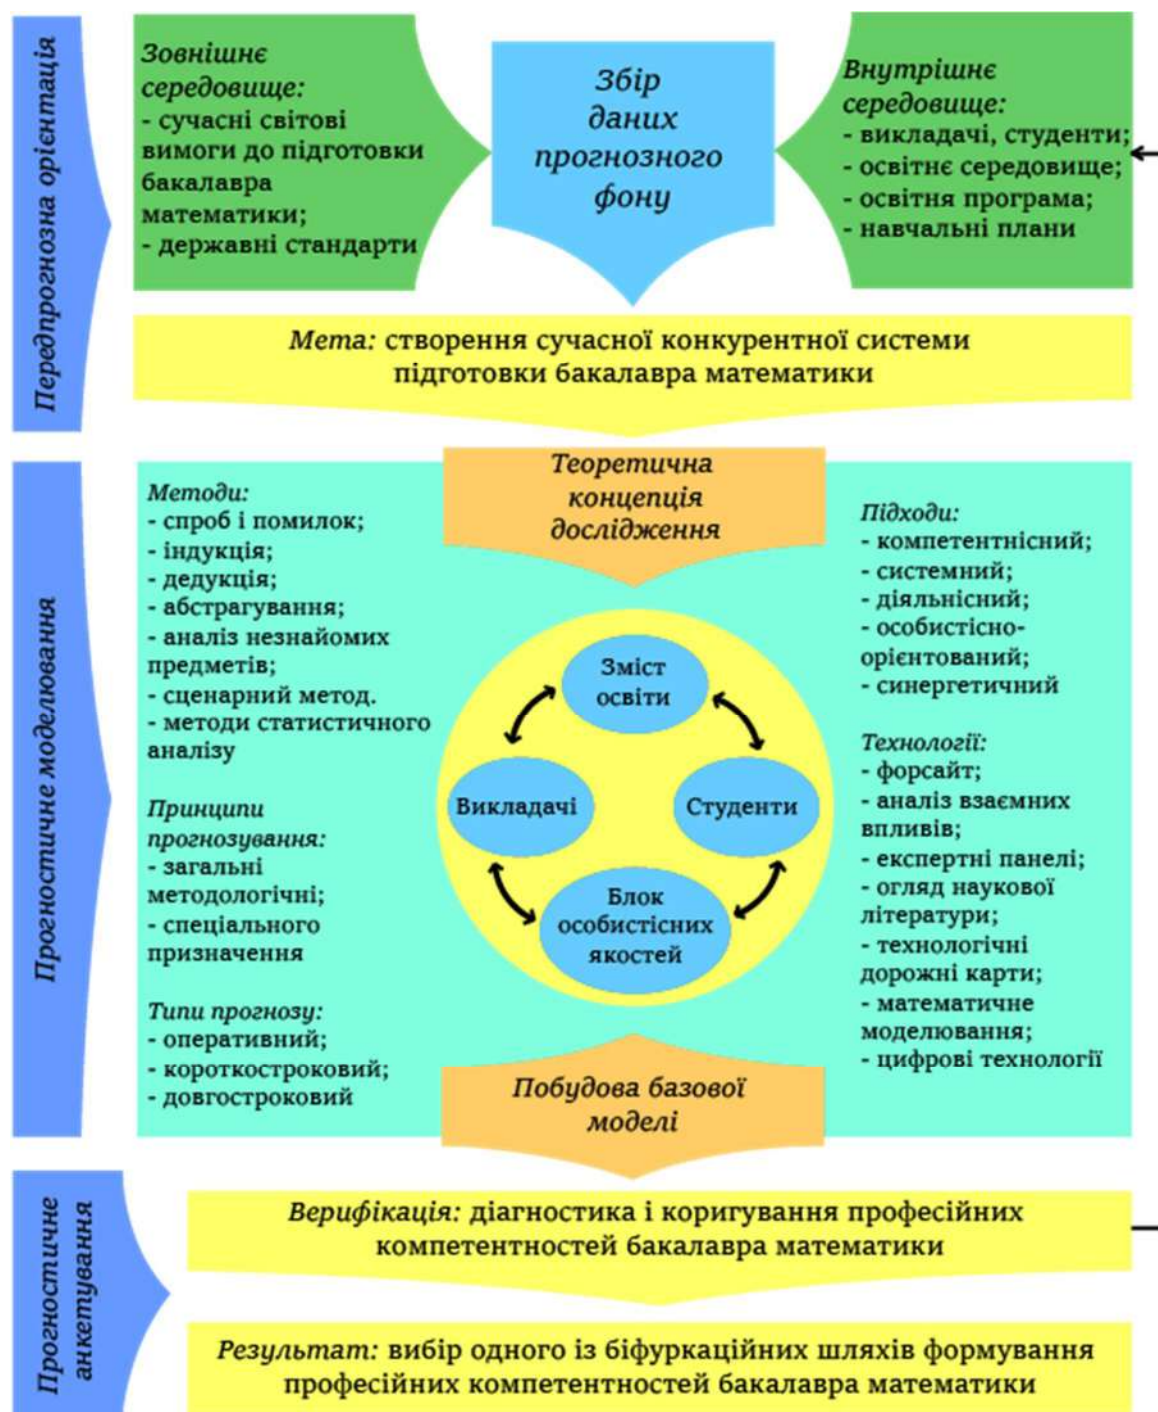 Передпрогнозна орієнтація
Зовнішнє
середовище:
- сучасні світові
вимоги до підготовки
бакалавра
математики;
- державні стандарти
Збір
даних
прогнозного
фону
Внутрішнє
середовище:
- викладачі, студенти;
- освітнє середовище;
- освітня програма;
- навчальні плани
Мета: створення сучасної конкурентної системи
підготовки бакалавра математики
Прогностичне моделювання
Теоретична
концепція
дослідження
Методи:
- спроб і помилок;
- індукція;
- дедукція;
- абстрагування;
- аналіз незнайомих
предметів;
- сценарний метод.
- методи статистичного
аналізу
Принципи
прогнозування:
- загальні
методологічні;
- спеціального
призначення
Типи прогнозу:
- оперативний;
- короткостроковий;
- довгостроковий
Зміст
освіти
Викладачі
Студенти
Блок
особистісних
якостей
Підходи:
- компетентнісний;
- системний;
- діяльнісний;
- особистісно-
орієнтований;
- синергетичний
Технології:
- форсайт;
- аналіз взаємних
впливів;
- експертні панелі;
- огляд наукової
літератури;
- технологічні
дорожні карти;
- математичне
моделювання;
- цифрові технології
Побудова базової
моделі
Прогностичне
анкетування
Верифікація: діагностика і коригування професійних
компетентностей бакалавра математики
Результат: вибір одного із біфуркаційних шляхів формування
професійних компетентностей бакалавра математики